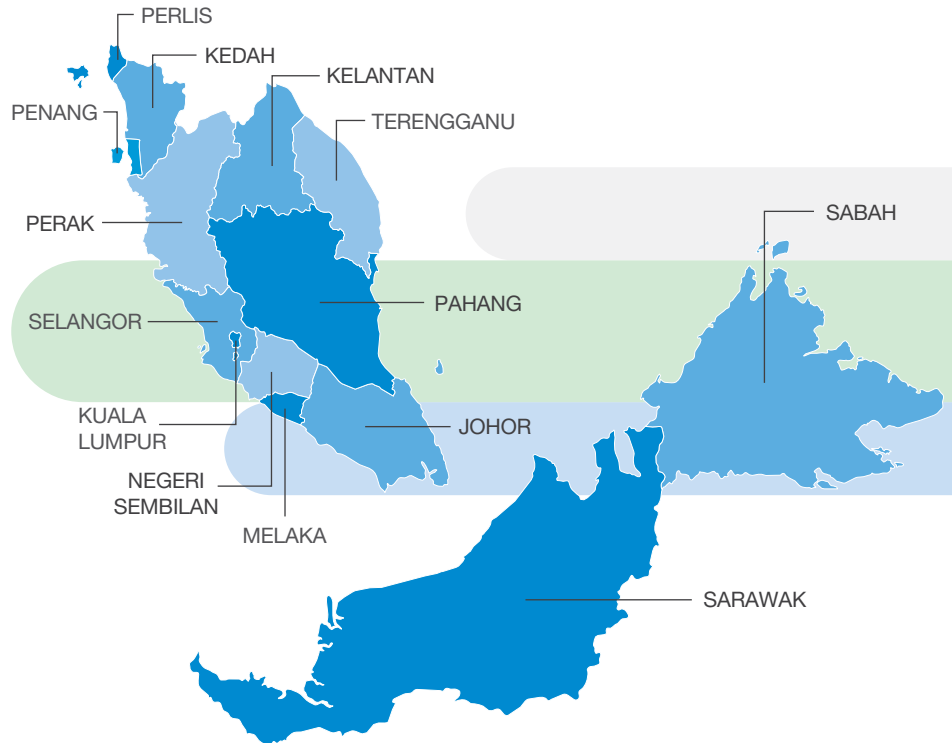 PERLIS
KEDAH
KELANTAN
PENANG
TERENGGANU
PERAK
SABAH
PAHANG
SELANGOR
KUALA
LUMPUR
JOHOR
NEGERI
SEMBILAN
MELAKA
SARAWAK